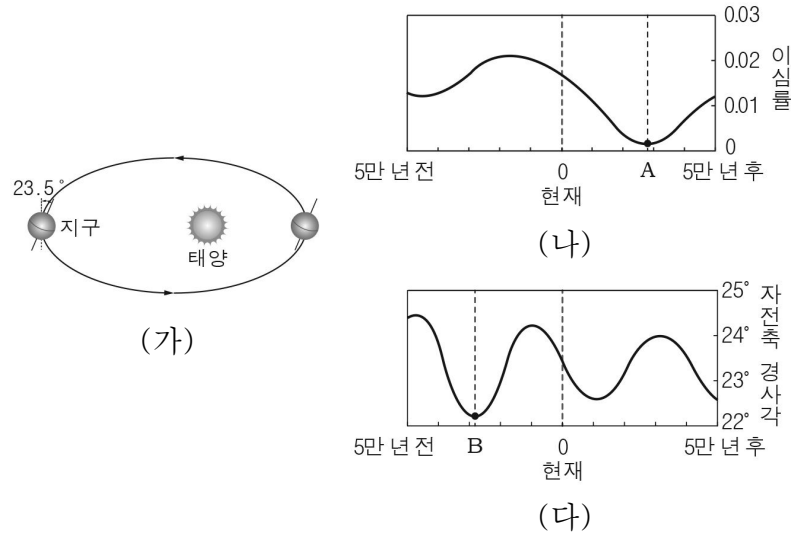 23.5°
지구
태양
(가)
0.03
0.02
0.01
0
이심률
5만 년 전
0
A
5만 년 후
현재
(나)
25°
24°
23°
22°
자전축 경사각
5만 년 전
B
0
5만 년 후
현재
(다)